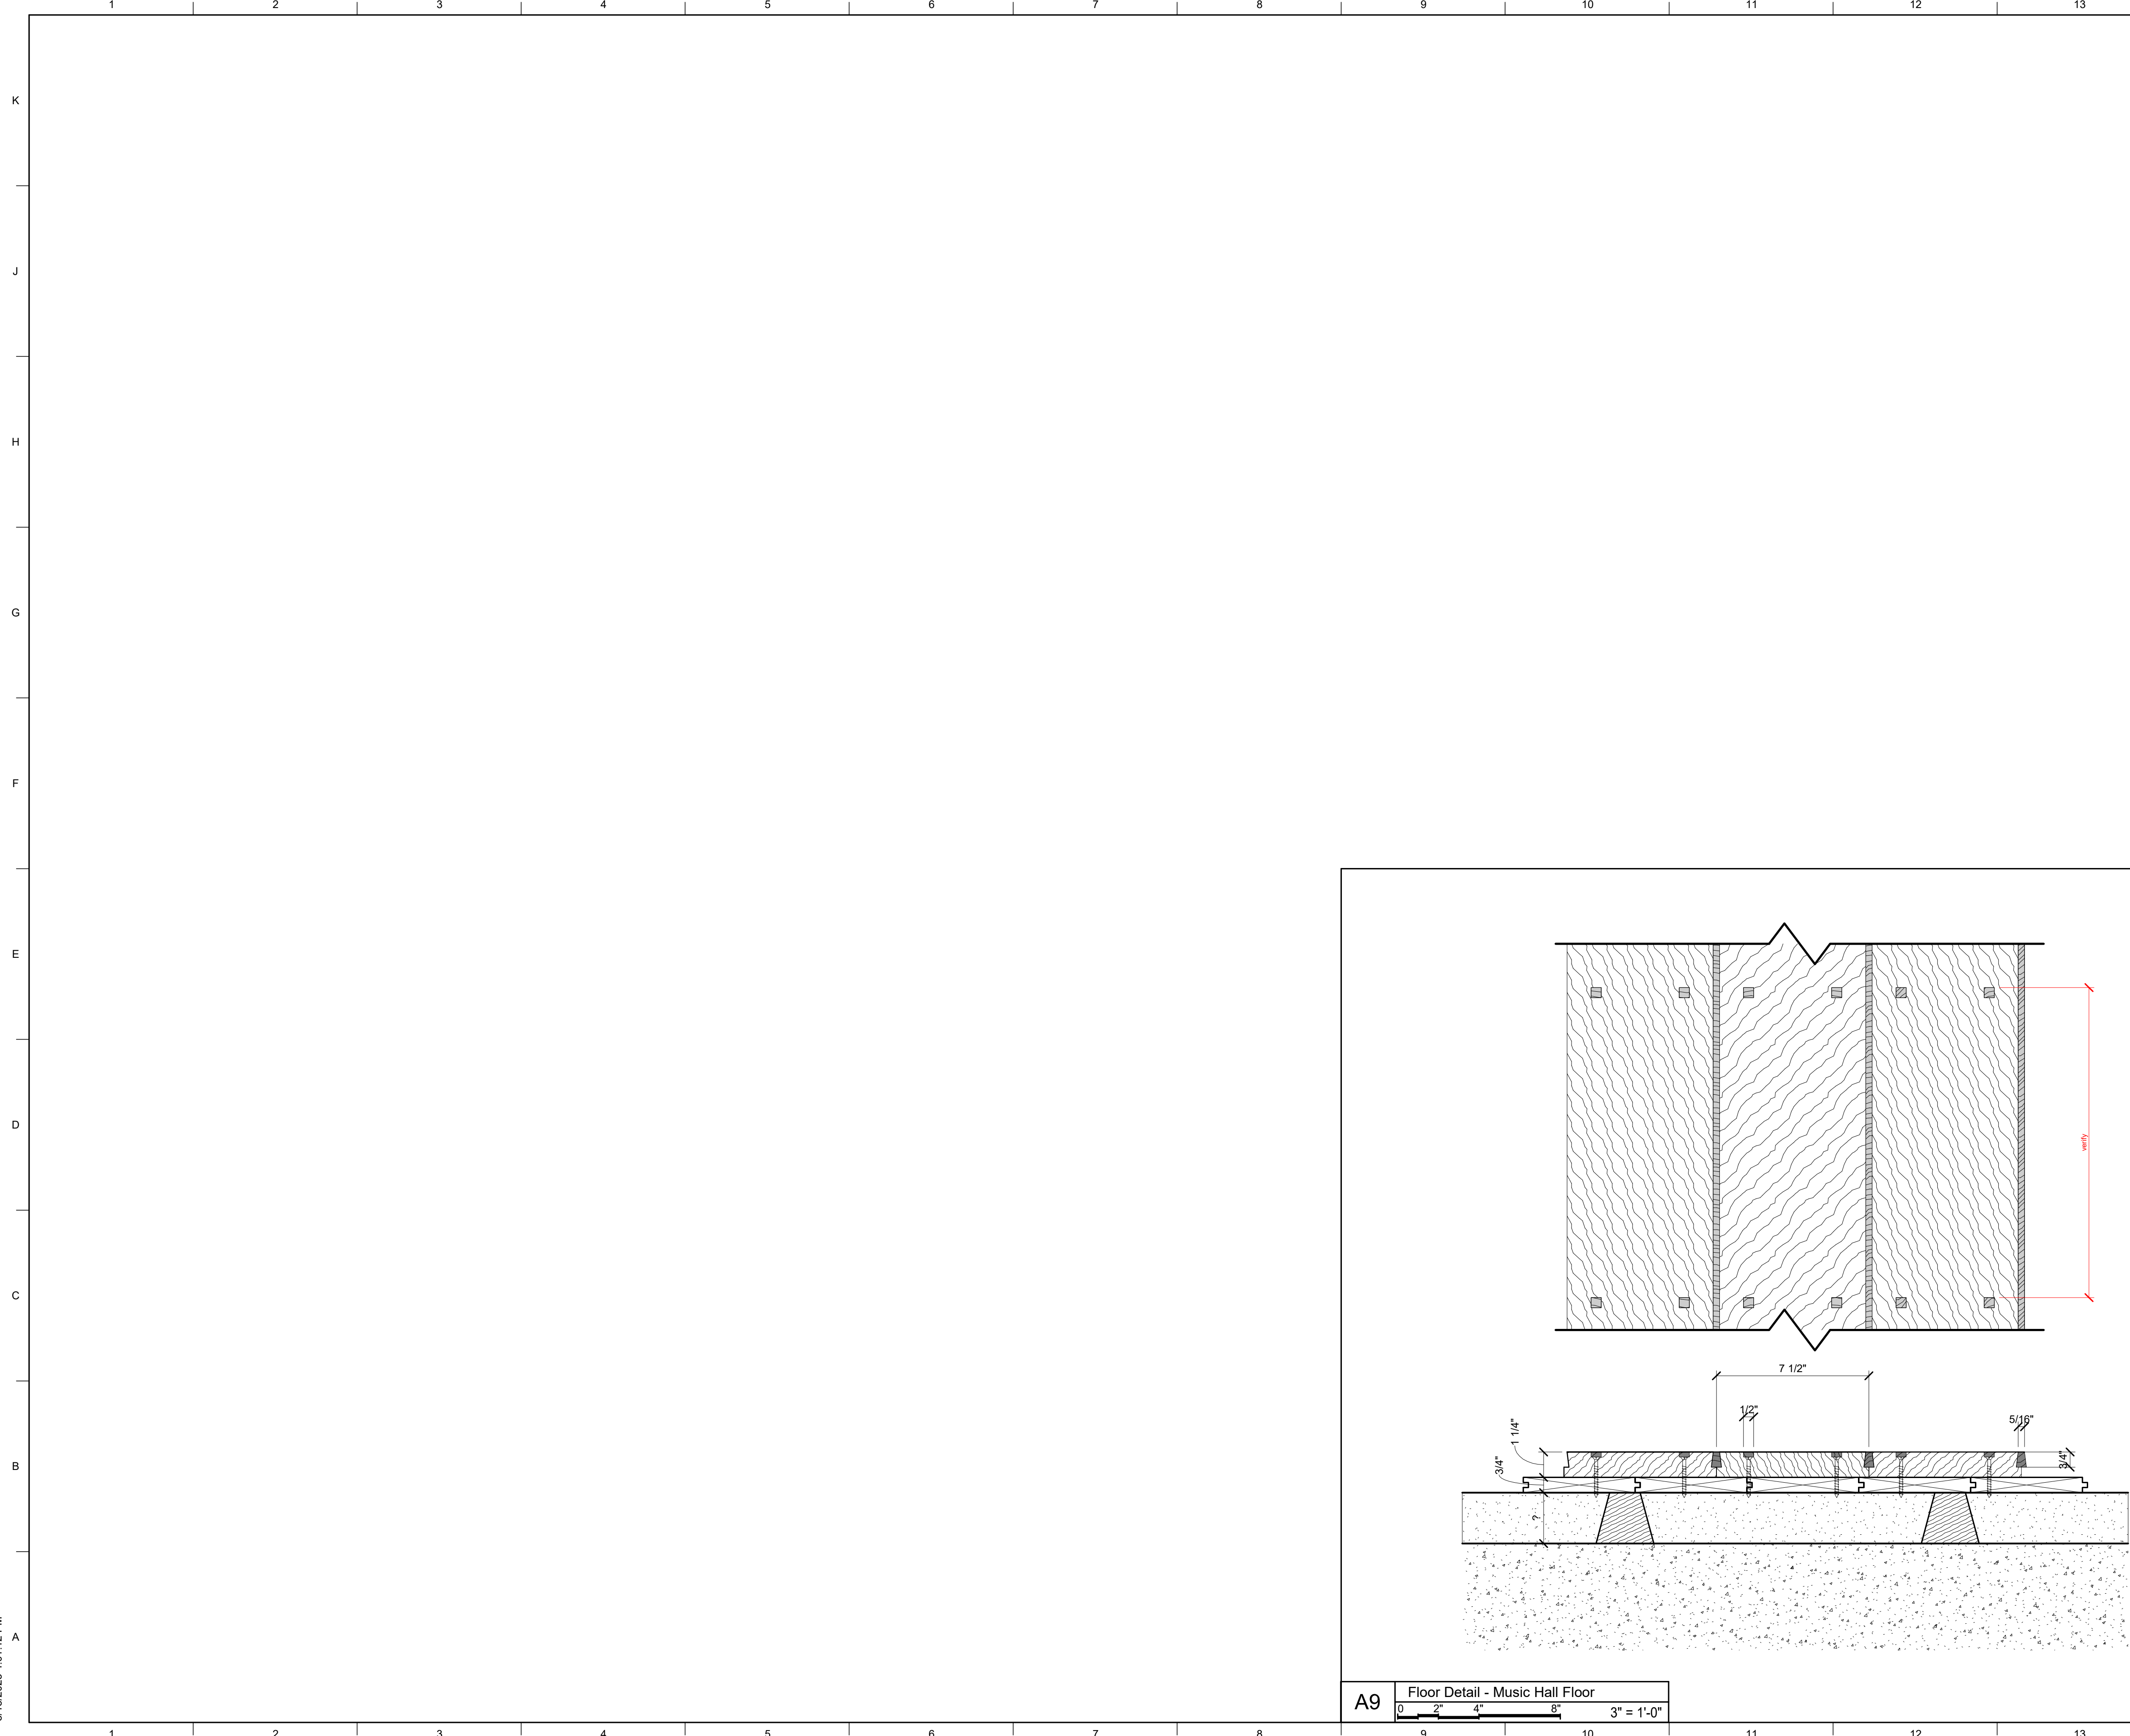 1 2 3 4 5 6 7 8 9 10 11 12 13
K
J
H
G
F
E
D
verify
C
7 1/2"
1/2"
5/16"
1 1/4"
3/4"
3/4"
B
?
A
A9
Floor Detail - Music Hall Floor
0 2" 4" 8"
3" = 1'-0"
1 2 3 4 5 6 7 8 9 10 11 12 13